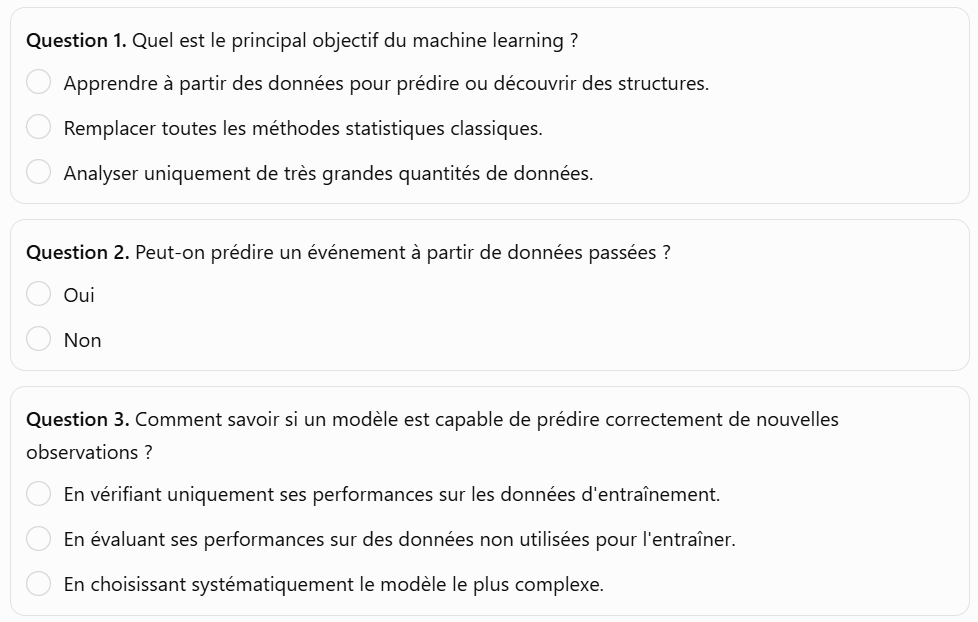 Question 1. Quel est le principal objectif du machine learning ?
Apprendre à partir des données pour prédire ou découvrir des structures.
Remplacer toutes les méthodes statistiques classiques.
Analyser uniquement de très grandes quantités de données.
Question 2. Peut-on prédire un événement à partir de données passées ?
Oui
Non
Question 3. Comment savoir si un modèle est capable de prédire correctement de nouvelles
observations ?
En vérifiant uniquement ses performances sur les données d'entraînement.
En évaluant ses performances sur des données non utilisées pour l'entraîner.
En choisissant systématiquement le modèle le plus complexe.